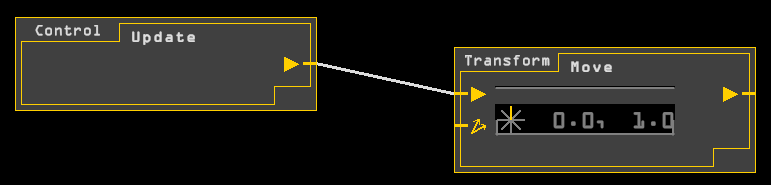 Control
Update
Transform
Move
0.0, 1.0